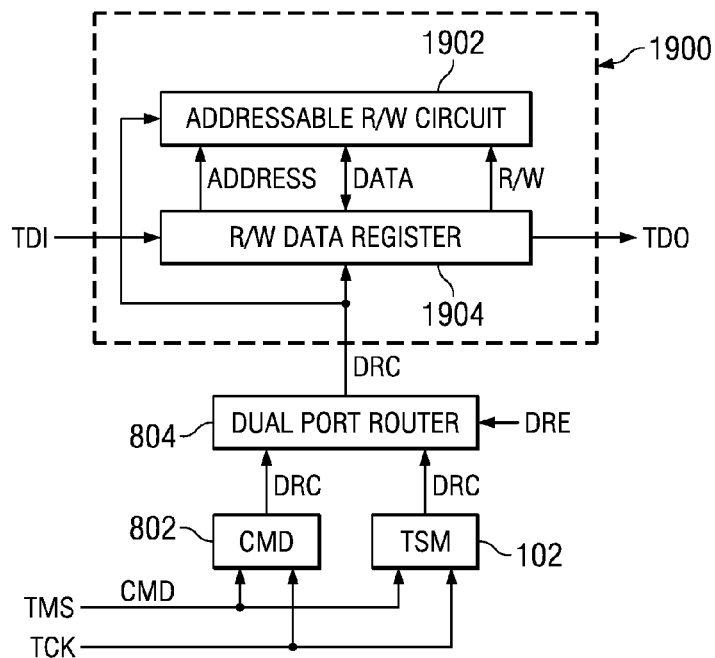 1902
1900
ADDRESSABLE R/W CIRCUIT
ADDRESS
DATA
R/W
TDI
R/W DATA REGISTER
TDO
1904
DRC
804
DUAL PORT ROUTER
DRE
DRC
DRC
802
CMD
TSM
102
CMD
TMS
TCK